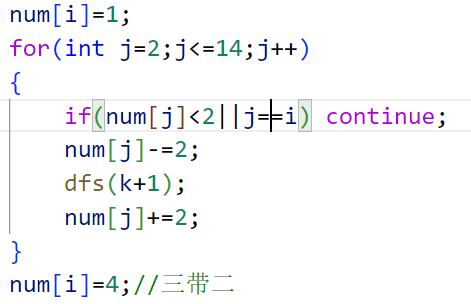 num[i]=1;
for(int j=2;j<=14;j++)
{
if(num[j]<2||j==i) continue;
num[j]-=2;
dfs(k+1);
num[j]+=2;
}
num[i]=4;//三带二